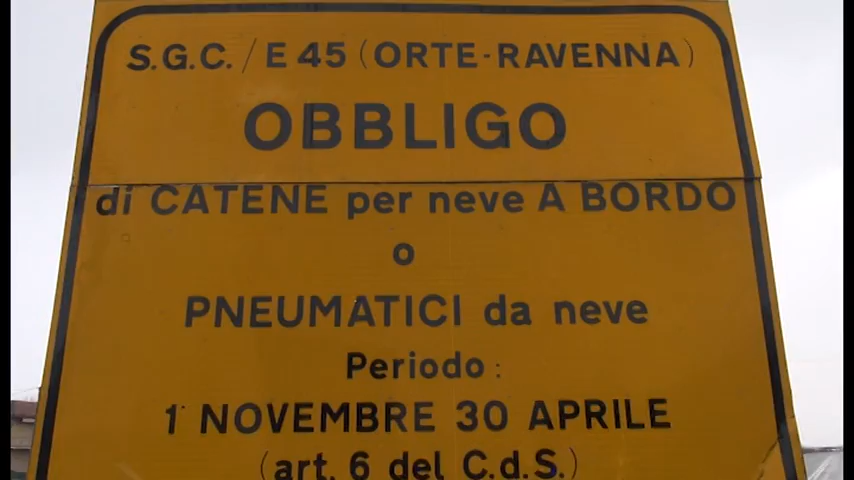 S.G.C./E 45 (ORTE-RAVENNA)
OBBLIGO
di CATENE per neve A BORDO
o
PNEUMATICI da neve
Periodo:
1° NOVEMBRE 30 APRILE
(art. 6 del C.d.S.)